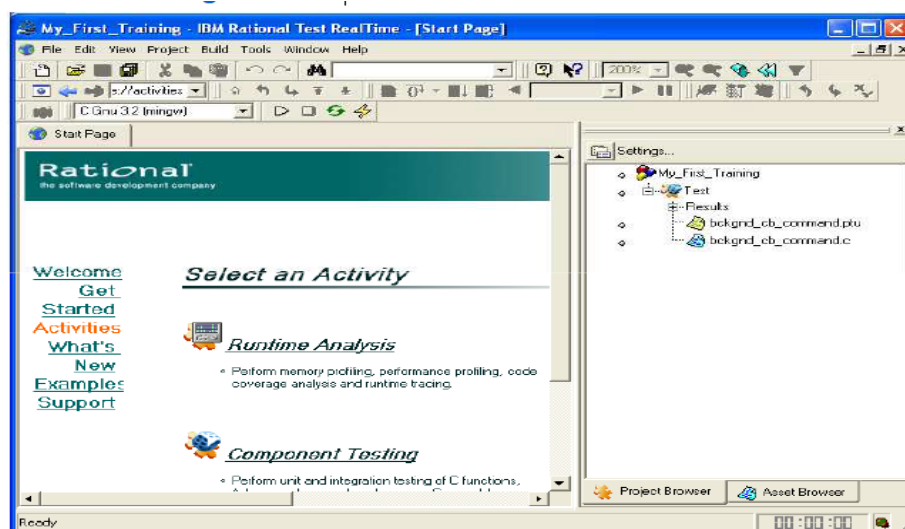 My_First_Training - IBM Rational Test RealTime - [Start Page]
File Edit View Project Build Tools Window Help
200%
s://activities
C Gnu 3.2 (mingw)
Start Page
Rational
the software development company
Welcome
Get
Started
Activities
What's
New
Examples
Support
Select an Activity
Runtime Analysis
Perform memory profiling, performance profiling, code
coverage analysis and runtime tracing.
Component Testing
Perform unit and integration testing of C functions,
Settings...
My_First_Training
Test
Results
bckgnd_cb_command.ptu
bckgnd_cb_command.c
Project Browser
Asset Browser
Ready
00:00:00